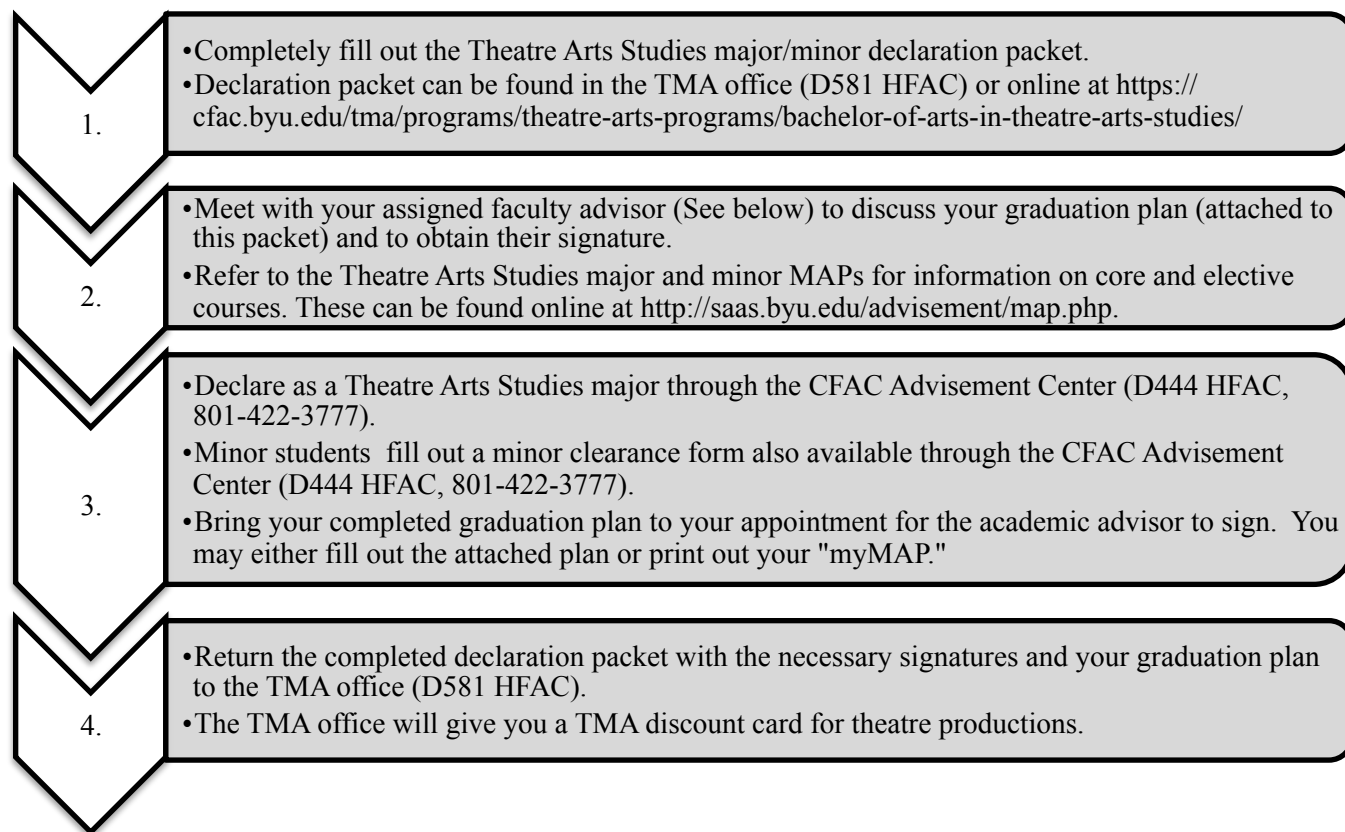 1.
•Completely fill out the Theatre Arts Studies major/minor declaration packet.
•Declaration packet can be found in the TMA office (D581 HFAC) or online at https://
cfac.byu.edu/tma/programs/theatre-arts-programs/bachelor-of-arts-in-theatre-arts-studies/
2.
•Meet with your assigned faculty advisor (See below) to discuss your graduation plan (attached to
this packet) and to obtain their signature.
•Refer to the Theatre Arts Studies major and minor MAPs for information on core and elective
courses. These can be found online at http://saas.byu.edu/advisement/map.php.
3.
•Declare as a Theatre Arts Studies major through the CFAC Advisement Center (D444 HFAC,
801-422-3777).
•Minor students  fill out a minor clearance form also available through the CFAC Advisement
Center (D444 HFAC, 801-422-3777).
•Bring your completed graduation plan to your appointment for the academic advisor to sign.  You
may either fill out the attached plan or print out your "myMAP."
4.
•Return the completed declaration packet with the necessary signatures and your graduation plan
to the TMA office (D581 HFAC).
•The TMA office will give you a TMA discount card for theatre productions.